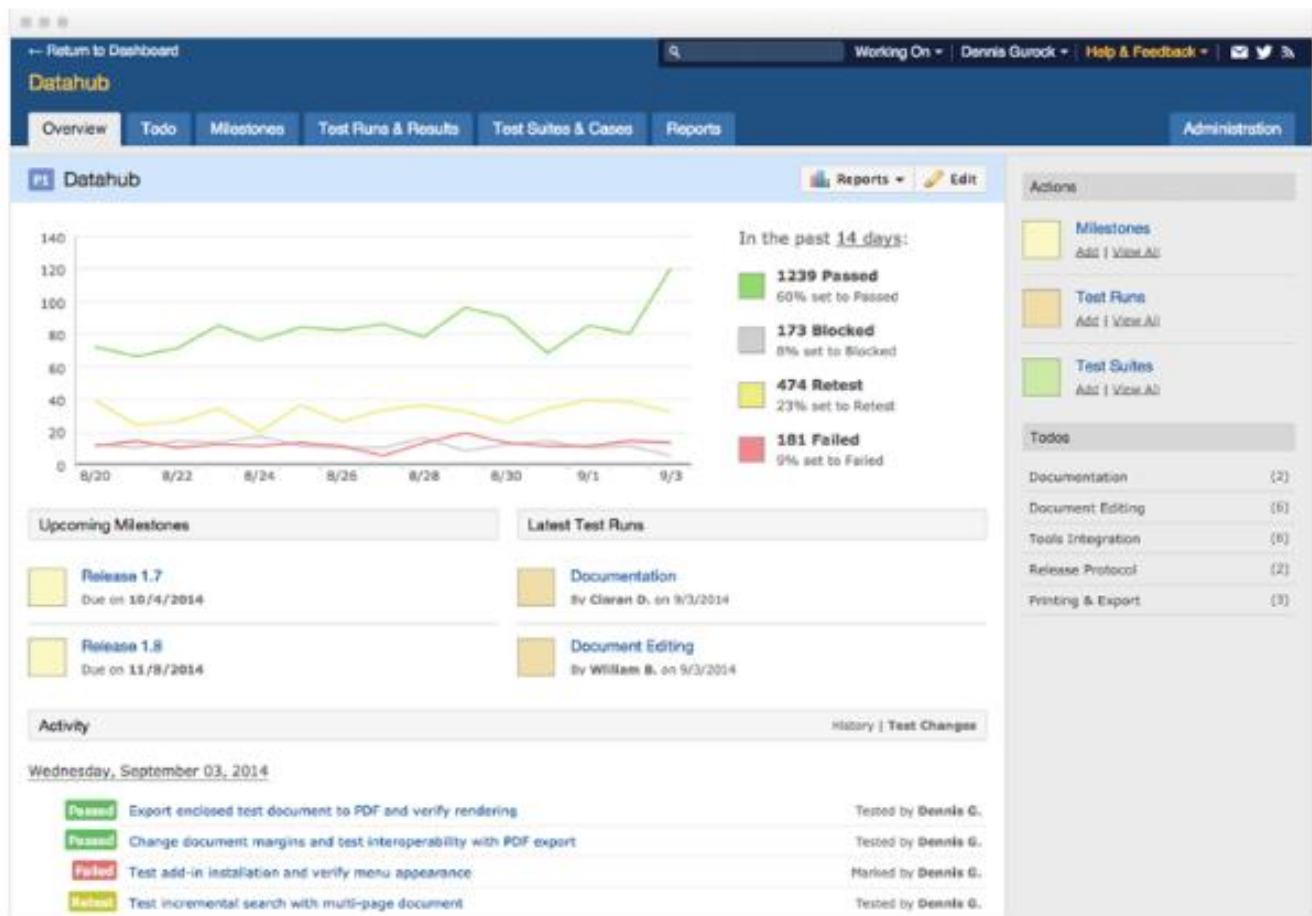 ← Return to Dashboard
Working On
Dennis Gurock
Help & Feedback
Datahub
Overview
Todo
Milestones
Test Runs & Results
Test Suites & Cases
Reports
Administration
P1 Datahub
Reports
Edit
140
120
100
80
60
40
20
0
8/20 8/22 8/24 8/26 8/28 8/30 9/1 9/3
In the past 14 days:
1239 Passed
60% set to Passed
173 Blocked
8% set to Blocked
474 Retest
23% set to Retest
181 Failed
9% set to Failed
Upcoming Milestones
Release 1.7
Due on 10/4/2014
Release 1.8
Due on 11/8/2014
Latest Test Runs
Documentation
By Ciaran D. on 9/3/2014
Document Editing
By William B. on 9/3/2014
Activity
History | Test Changes
Wednesday, September 03, 2014
Passed Export enclosed test document to PDF and verify rendering Tested by Dennis G.
Passed Change document margins and test interoperability with PDF export Tested by Dennis G.
Failed Test add-in installation and verify menu appearance Marked by Dennis G.
Retest Test incremental search with multi-page document Tested by Dennis G.
Actions
Milestones
Add | View All
Test Runs
Add | View All
Test Suites
Add | View All
Todos
Documentation (2)
Document Editing (6)
Tools Integration (6)
Release Protocol (2)
Printing & Export (3)